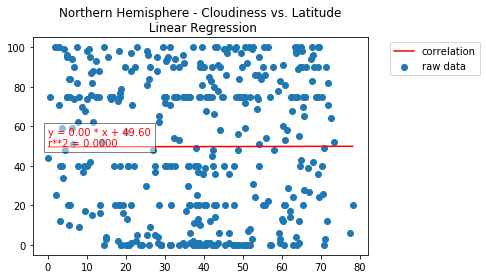 Northern Hemisphere - Cloudiness vs. Latitude
Linear Regression
100
80
60
40
20
0
y = 0.00 * x + 49.60
r**2 = 0.0000
0 10 20 30 40 50 60 70 80
correlation
raw data